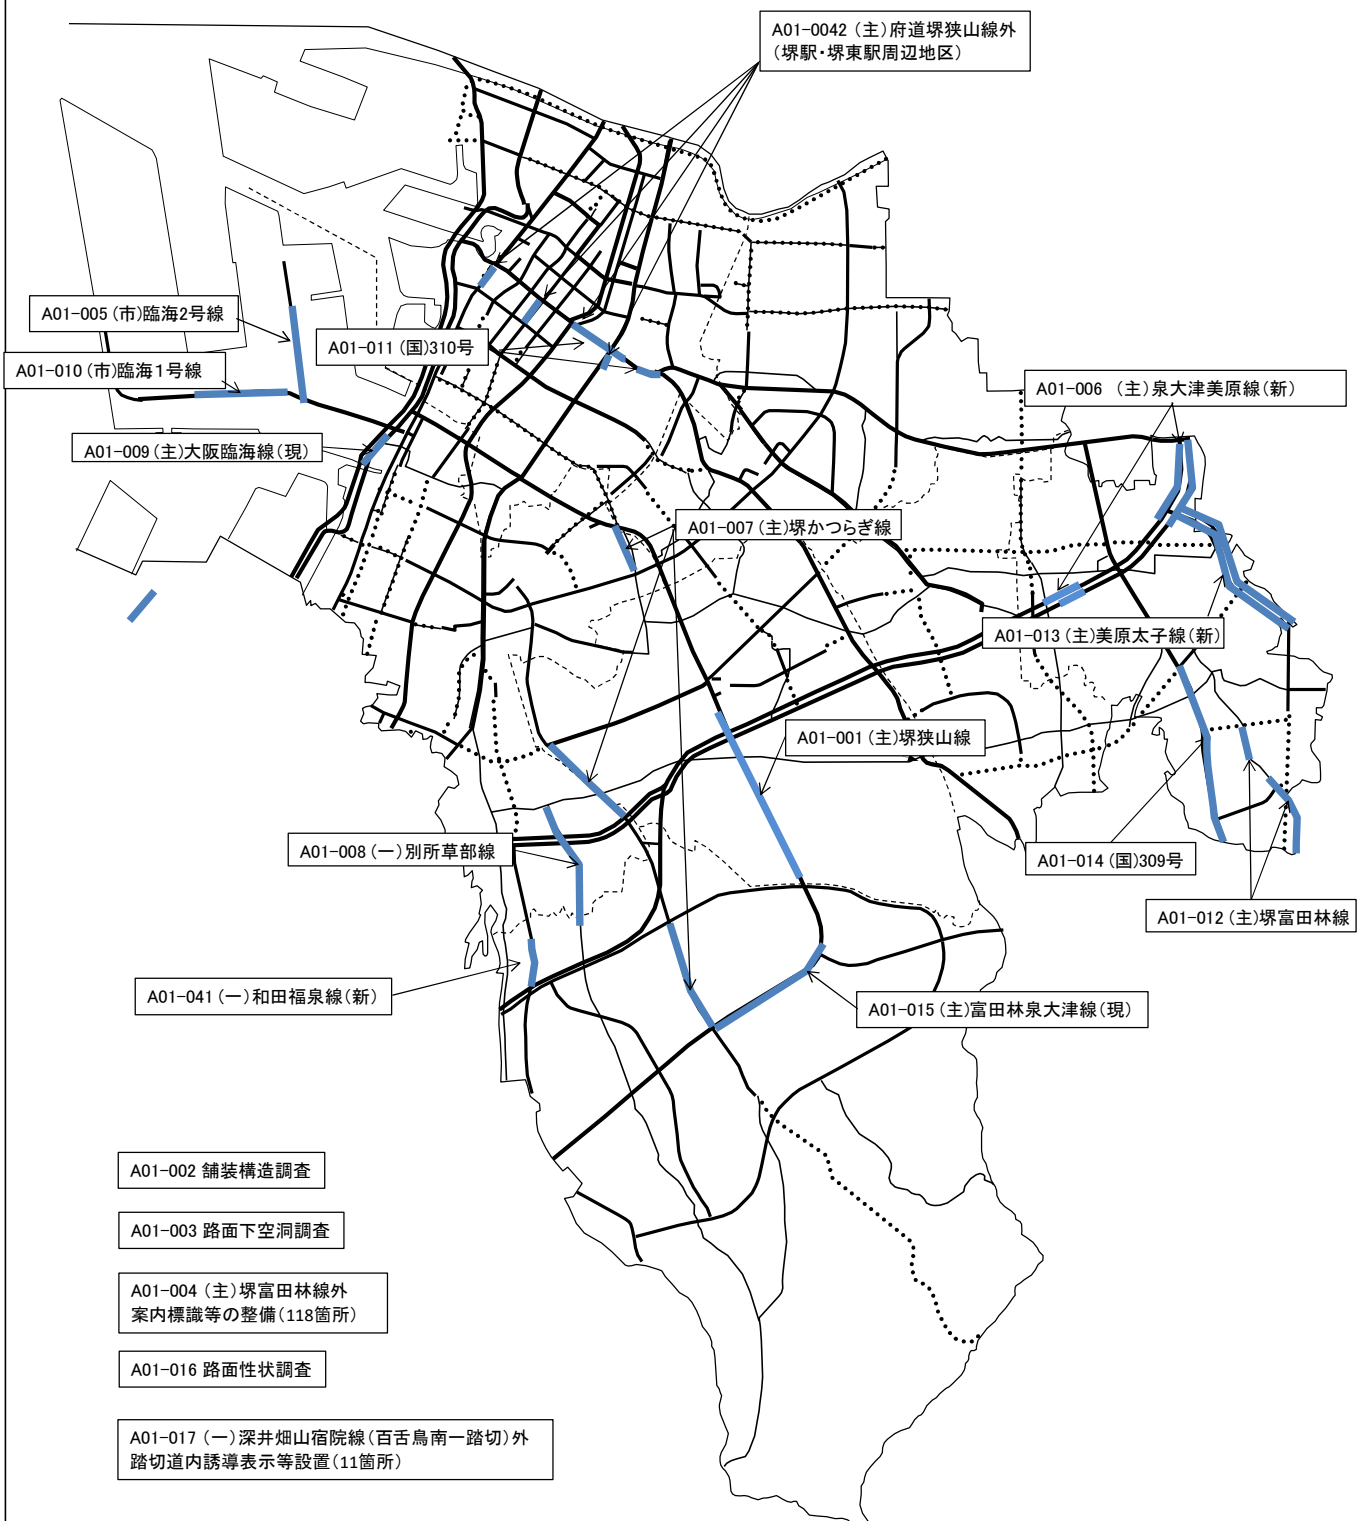 A01-0042 (主)府道堺狭山線外
(堺駅・堺東駅周辺地区)
A01-005 (市)臨海2号線
A01-011 (国)310号
A01-010 (市)臨海1号線
A01-006 (主)泉大津美原線(新)
A01-009 (主)大阪臨海線(現)
A01-007 (主)堺かつらぎ線
A01-013 (主)美原太子線(新)
A01-001 (主)堺狭山線
A01-008 (一)別所草部線
A01-014 (国)309号
A01-012 (主)堺富田林線
A01-041 (一)和田福泉線(新)
A01-015 (主)富田林泉大津線(現)
A01-002 舗装構造調査
A01-003 路面下空洞調査
A01-004 (主)堺富田林線外
案内標識等の整備(118箇所)
A01-016 路面性状調査
A01-017 (一)深井畑山宿院線(百舌鳥南一踏切)外
踏切道内誘導表示等設置(11箇所)